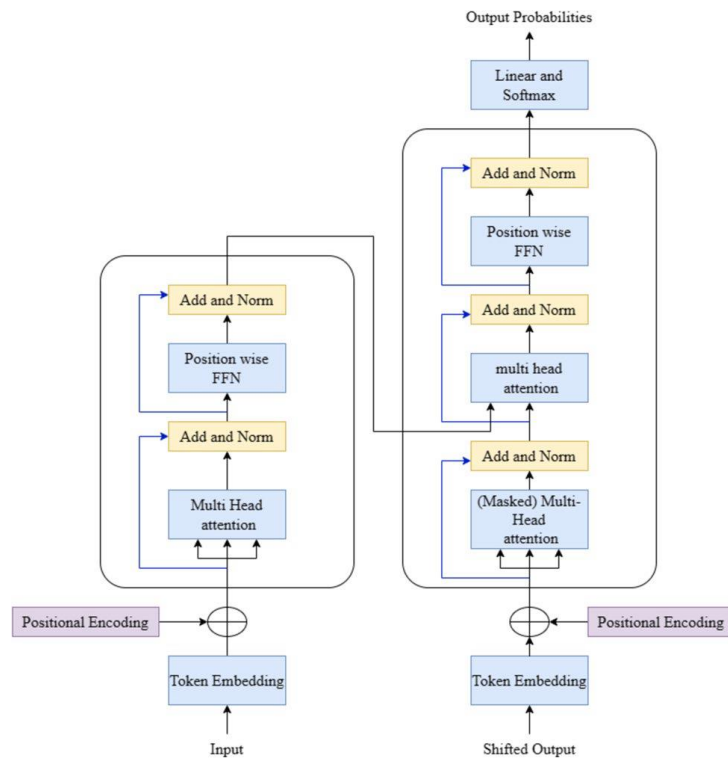 Output Probabilities
Linear and
Softmax
Add and Norm
Position wise
FFN
Add and Norm
multi head
attention
Add and Norm
(Masked) Multi-
Head
attention
Positional Encoding
Token Embedding
Shifted Output
Add and Norm
Position wise
FFN
Add and Norm
Multi Head
attention
Positional Encoding
Token Embedding
Input